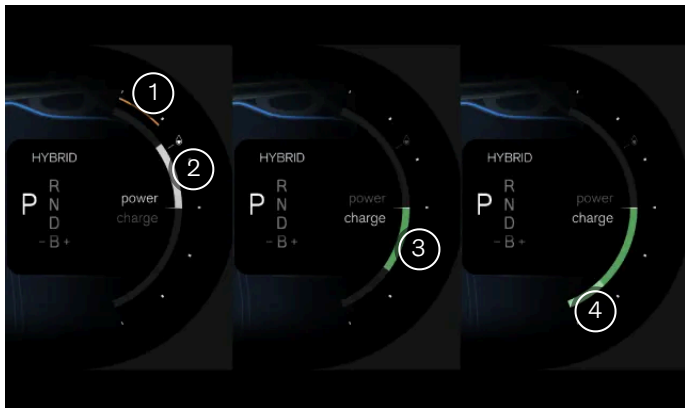 1
2
HYBRID
P
R
N
D
- B +
power
charge
HYBRID
P
R
N
D
- B +
power
charge
3
HYBRID
P
R
N
D
- B +
power
charge
4